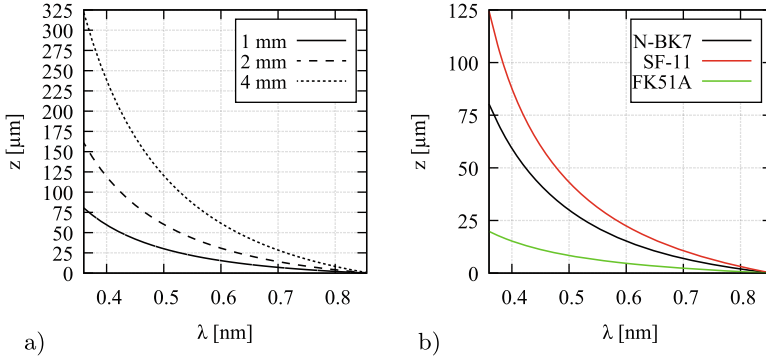 325
300
275
250
225
200
175
150
125
100
75
50
25
0
z [μm]
1 mm
2 mm
4 mm
0.4 0.5 0.6 0.7 0.8
λ [nm]
a)
125
100
75
50
25
0
z [μm]
N-BK7
SF-11
FK51A
0.4 0.5 0.6 0.7 0.8
λ [nm]
b)